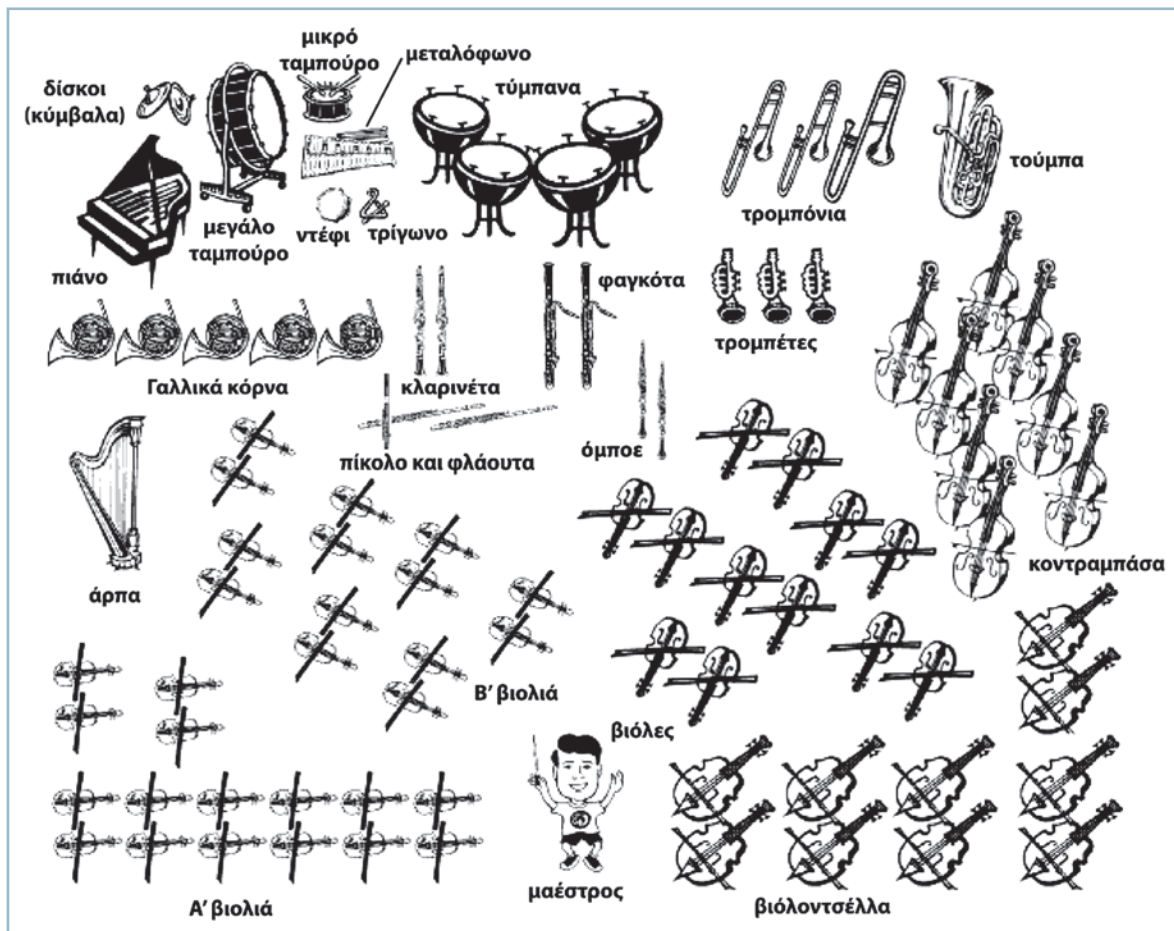 μικρό
ταμπούρο
μεταλόφωνο
δίσκοι
(κύμβαλα)
τύμπανα
τούμπα
τρομπόνια
μεγάλο
ταμπούρο
ντέφι
τρίγωνο
πιάνο
φαγκότα
τρομπέτες
Γαλλικά κόρνα
κλαρινέτα
πίκολο και φλάουτα
όμποε
κοντραμπάσα
άρπα
Β' βιολιά
βιόλες
μαέστρος
Α' βιολιά
βιόλοντσέλλα